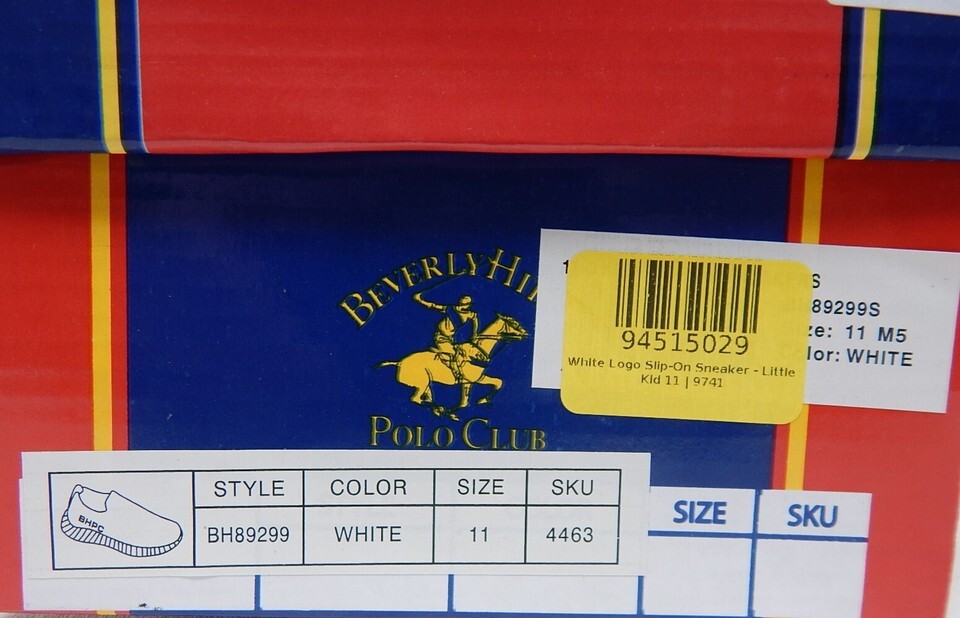 BEVERLY HIL
POLO CLUB
S
89299S
ze: 11 M5
lor: WHITE
94515029
White Logo Slip-On Sneaker - Little
Kid 11 | 9741
STYLE COLOR SIZE SKU
BHPC
BH89299 WHITE 11 4463
SIZE SKU